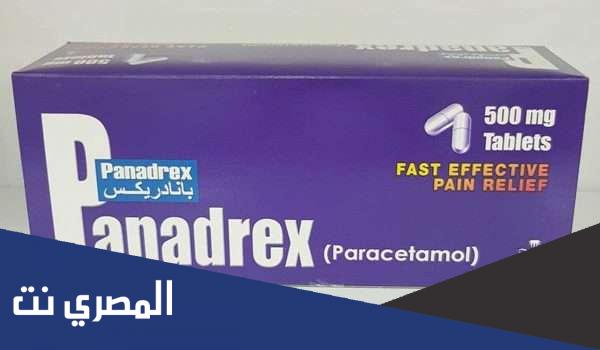 500 mg
Tablets
FAST EFFECTIVE
PAIN RELIEF
Panadrex
بانادريكس
Panadrex
(Paracetamol)
المصري نت